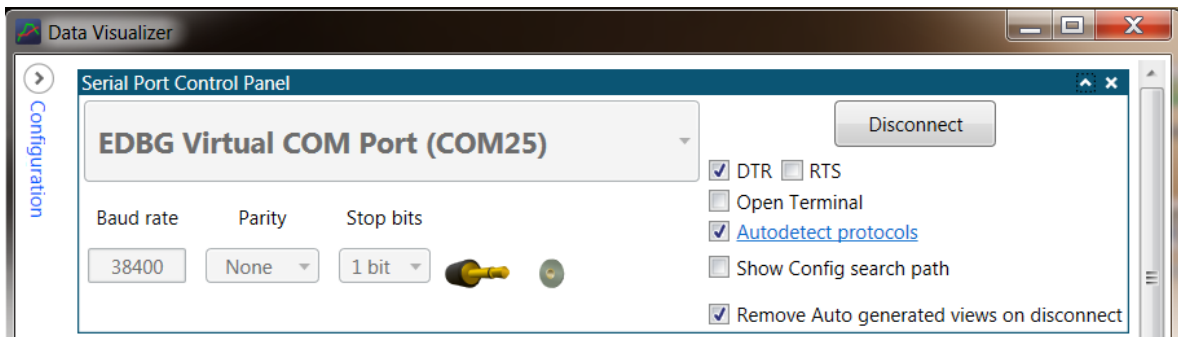 Data Visualizer
Configuration
Serial Port Control Panel
EDBG Virtual COM Port (COM25)
Disconnect
DTR RTS
Open Terminal
Autodetect protocols
Show Config search path
Remove Auto generated views on disconnect
Baud rate Parity Stop bits
38400 None 1 bit